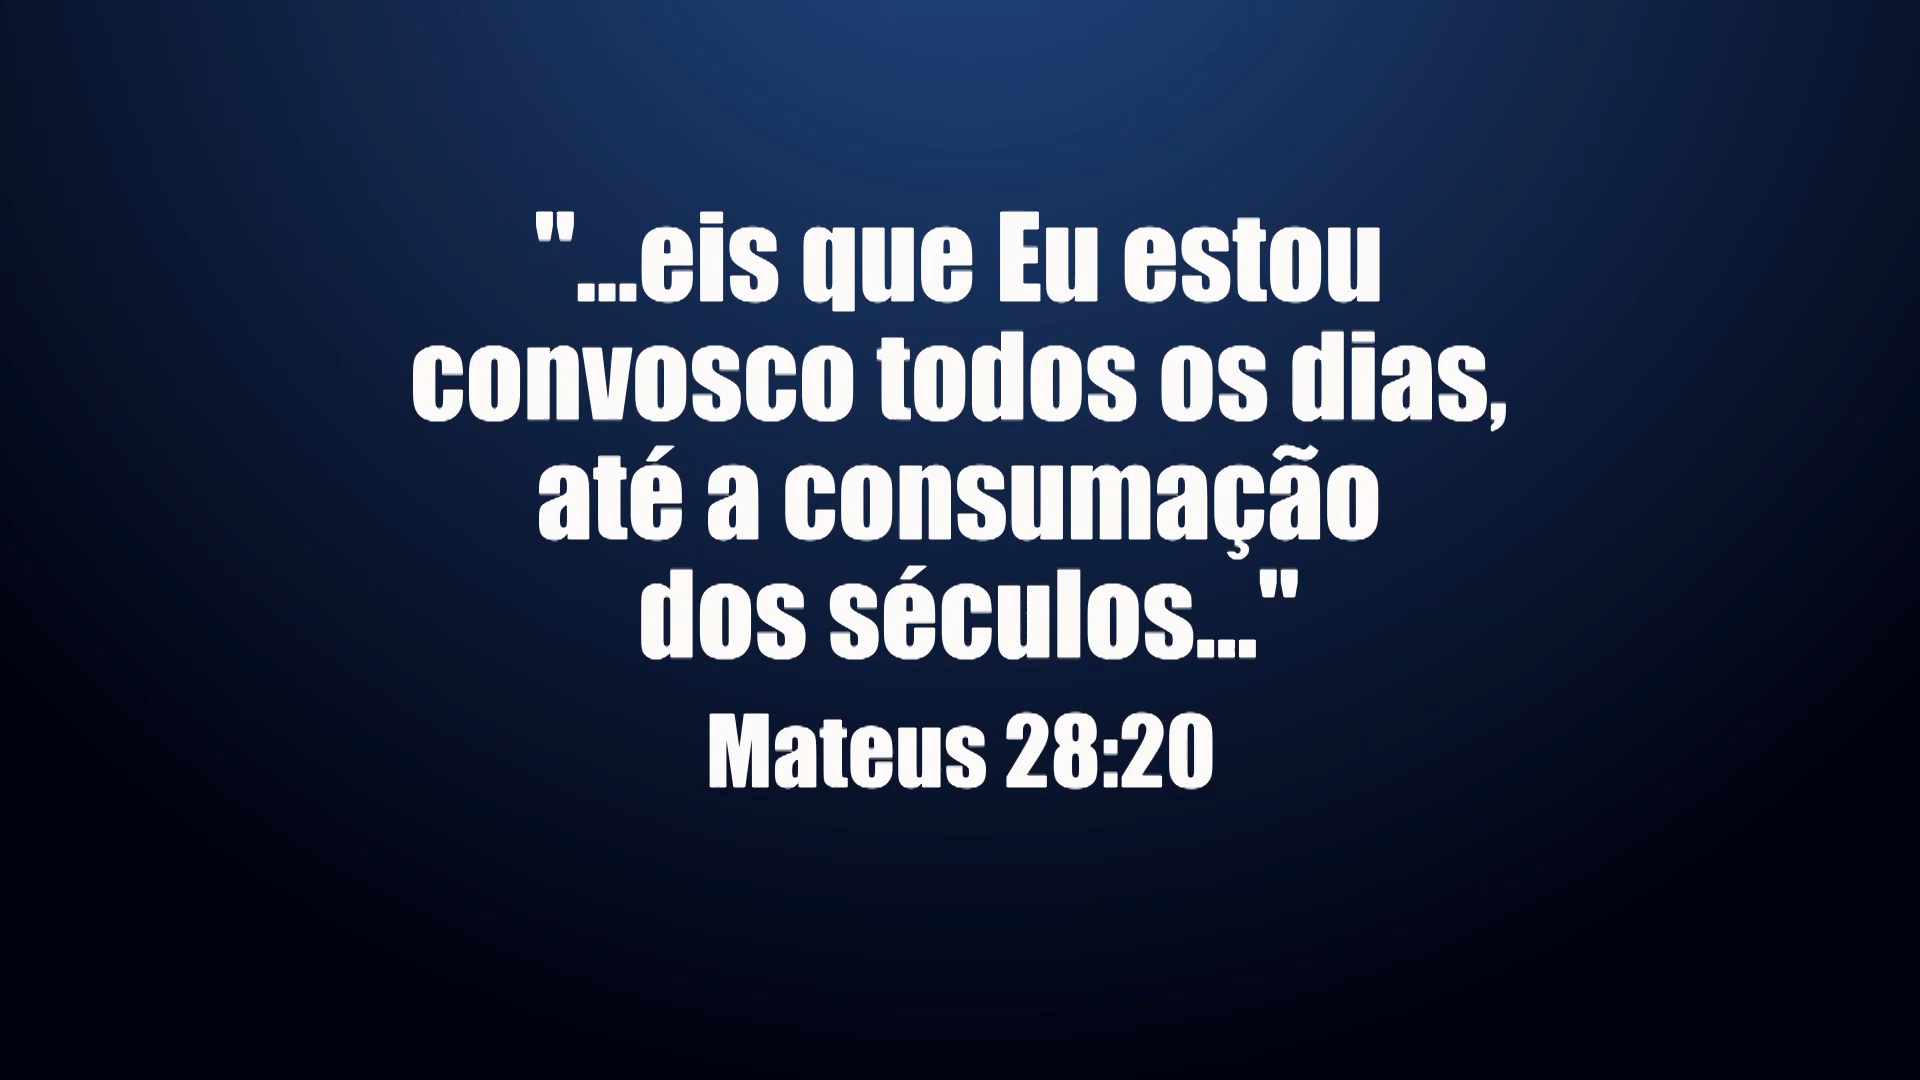 "...eis que Eu estou
convosco todos os dias,
até a consumação
dos séculos..."
Mateus 28:20